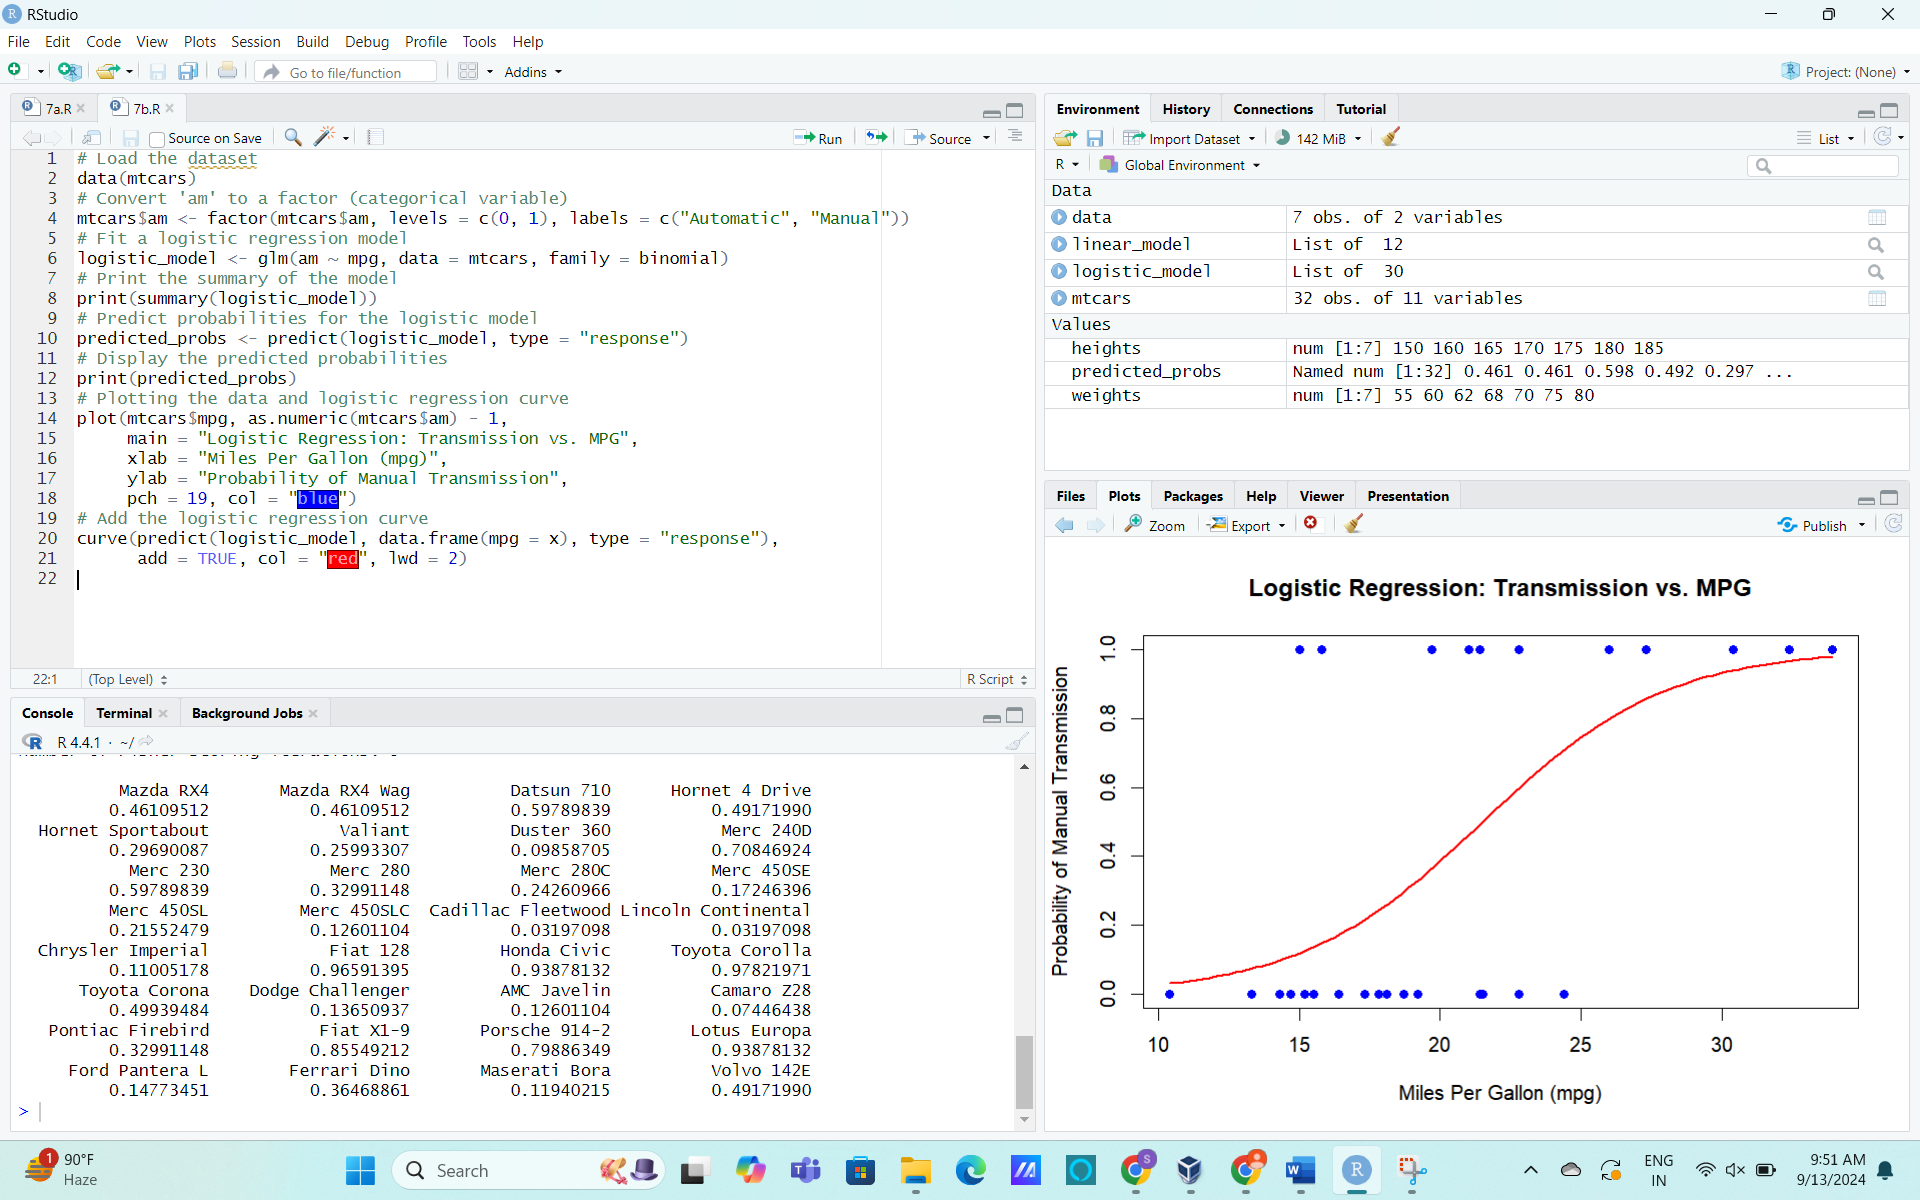 RStudio
File Edit Code View Plots Session Build Debug Profile Tools Help
Go to file/function Addins Project: (None)
7a.R 7b.R
Source on Save Run Source
1 # Load the dataset
2 data(mtcars)
3 # Convert 'am' to a factor (categorical variable)
4 mtcars$am <- factor(mtcars$am, levels = c(0, 1), labels = c("Automatic", "Manual"))
5 # Fit a logistic regression model
6 logistic_model <- glm(am ~ mpg, data = mtcars, family = binomial)
7 # Print the summary of the model
8 print(summary(logistic_model))
9 # Predict probabilities for the logistic model
10 predicted_probs <- predict(logistic_model, type = "response")
11 # Display the predicted probabilities
12 print(predicted_probs)
13 # Plotting the data and logistic regression curve
14 plot(mtcars$mpg, as.numeric(mtcars$am) - 1,
15 main = "Logistic Regression: Transmission vs. MPG",
16 xlab = "Miles Per Gallon (mpg)",
17 ylab = "Probability of Manual Transmission",
18 pch = 19, col = "blue")
19 # Add the logistic regression curve
20 curve(predict(logistic_model, data.frame(mpg = x), type = "response"),
21 add = TRUE, col = "red", lwd = 2)
22
22:1 (Top Level) R Script
Console Terminal Background Jobs
R 4.4.1 · ~/
Mazda RX4 Mazda RX4 Wag Datsun 710 Hornet 4 Drive
0.46109512 0.46109512 0.59789839 0.49171990
Hornet Sportabout Valiant Duster 360 Merc 240D
0.29690087 0.25993307 0.09858705 0.70846924
Merc 230 Merc 280 Merc 280C Merc 450SE
0.59789839 0.32991148 0.24260966 0.17246396
Merc 450SL Merc 450SLC Cadillac Fleetwood Lincoln Continental
0.21552479 0.12601104 0.03197098 0.03197098
Chrysler Imperial Fiat 128 Honda Civic Toyota Corolla
0.11005178 0.96591395 0.93878132 0.97821971
Toyota Corona Dodge Challenger AMC Javelin Camaro Z28
0.49939484 0.13650937 0.12601104 0.07446438
Pontiac Firebird Fiat X1-9 Porsche 914-2 Lotus Europa
0.32991148 0.85549212 0.79886349 0.93878132
Ford Pantera L Ferrari Dino Maserati Bora Volvo 142E
0.14773451 0.36468861 0.11940215 0.49171990
>
Environment History Connections Tutorial
Import Dataset 142 MiB List
R Global Environment
Data
data 7 obs. of 2 variables
linear_model List of 12
logistic_model List of 30
mtcars 32 obs. of 11 variables
Values
heights num [1:7] 150 160 165 170 175 180 185
predicted_probs Named num [1:32] 0.461 0.461 0.598 0.492 0.297 ...
weights num [1:7] 55 60 62 68 70 75 80
Files Plots Packages Help Viewer Presentation
Zoom Export Publish
Logistic Regression: Transmission vs. MPG
Probability of Manual Transmission
1.0
0.8
0.6
0.4
0.2
0.0
10 15 20 25 30
Miles Per Gallon (mpg)
1 90°F
Haze
Search
S
W
R
ENG
IN
9:51 AM
9/13/2024